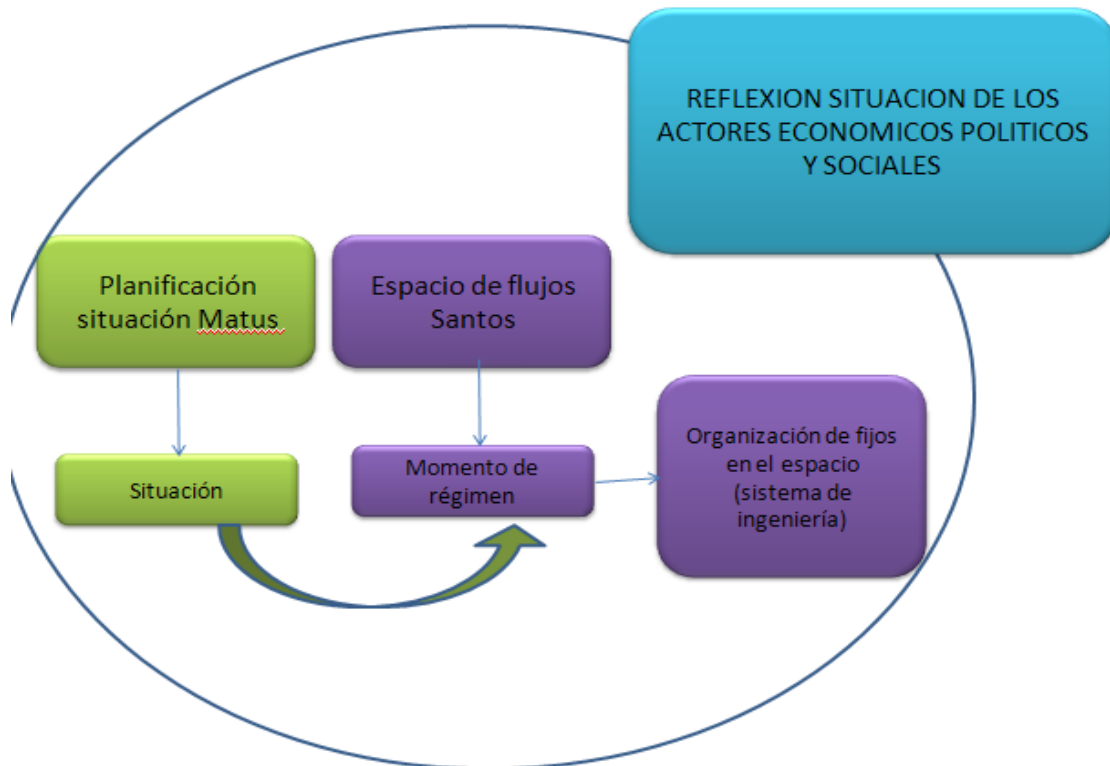 REFLEXION SITUACION DE LOS
ACTORES ECONOMICOS POLITICOS
Y SOCIALES
Planificación
situación Matus
Espacio de flujos
Santos
Situación
Momento de
régimen
Organización de fijos
en el espacio
(sistema de
ingeniería)